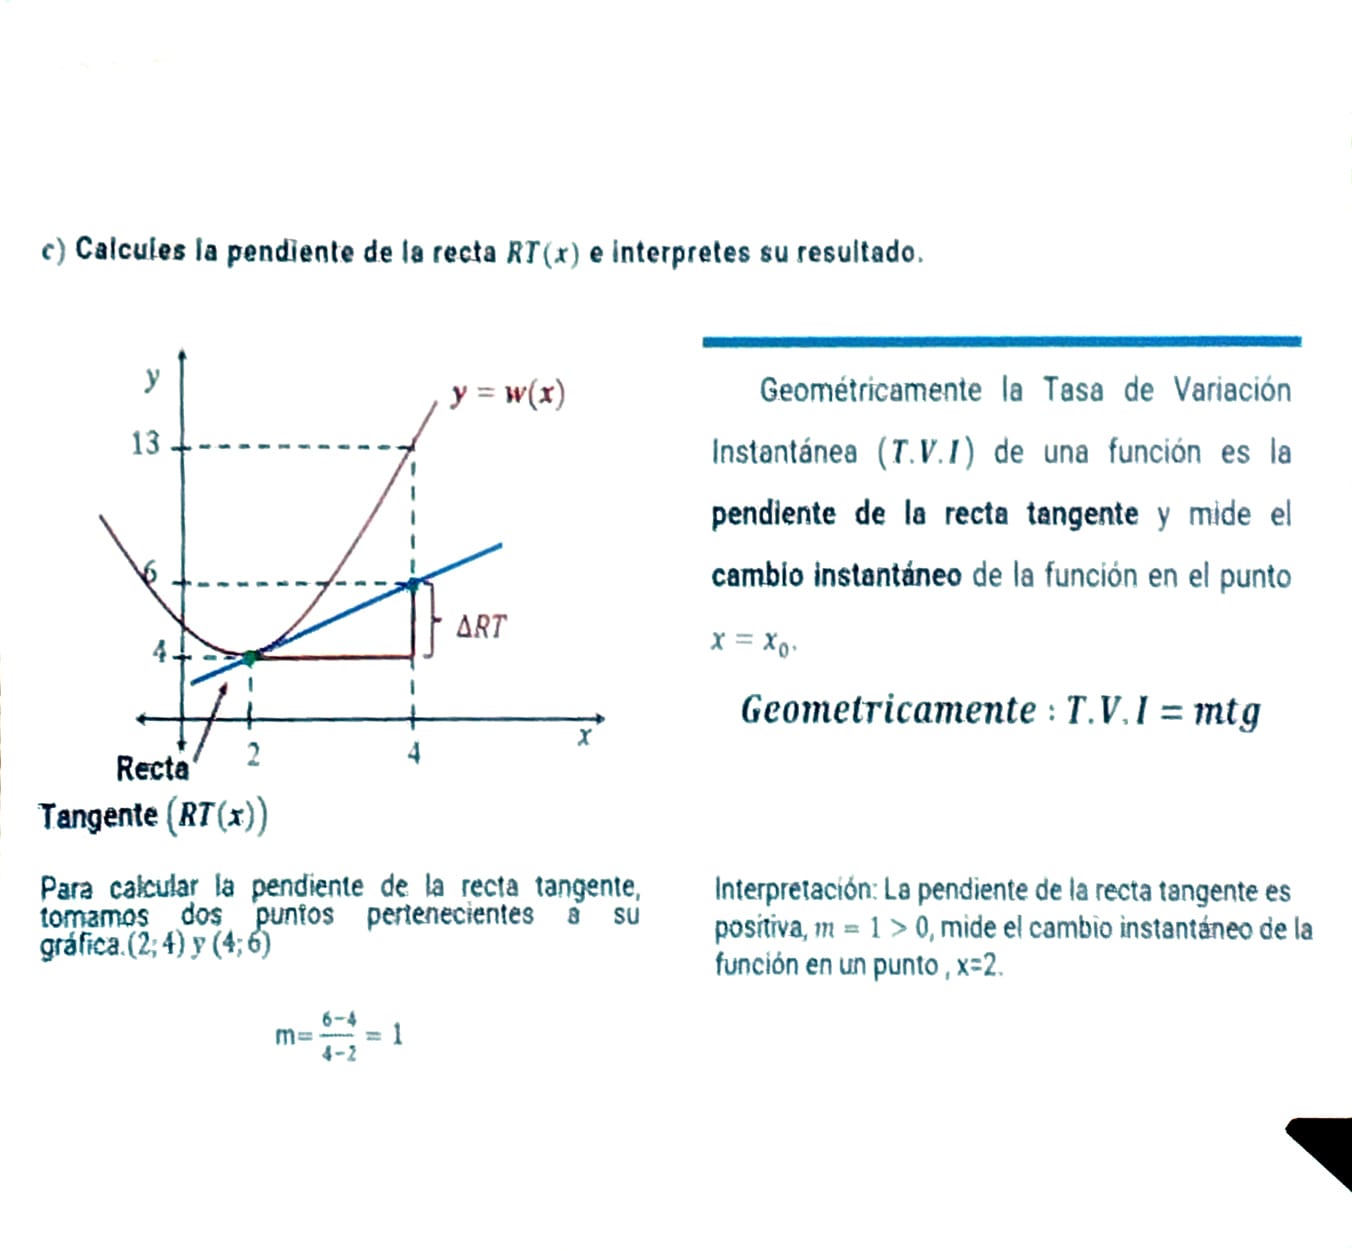 c) Calcules la pendiente de la recta RT(x) e interpretes su resultado.
y
y = w(x)
13
6
ΔRT
4
2
4
x
Recta
Tangente (RT(x))
Geométricamente la Tasa de Variación
Instantánea (T.V.I) de una función es la
pendiente de la recta tangente y mide el
cambio instantáneo de la función en el punto
x = x₀.
Geometricamente : T.V.I = mtg
Para calcular la pendiente de la recta tangente,
tomamos dos puntos pertenecientes a su
gráfica.(2; 4) y (4; 6)
m= \frac{6-4}{4-2} = 1
Interpretación: La pendiente de la recta tangente es
positiva, m = 1 > 0, mide el cambio instantáneo de la
función en un punto , x=2.